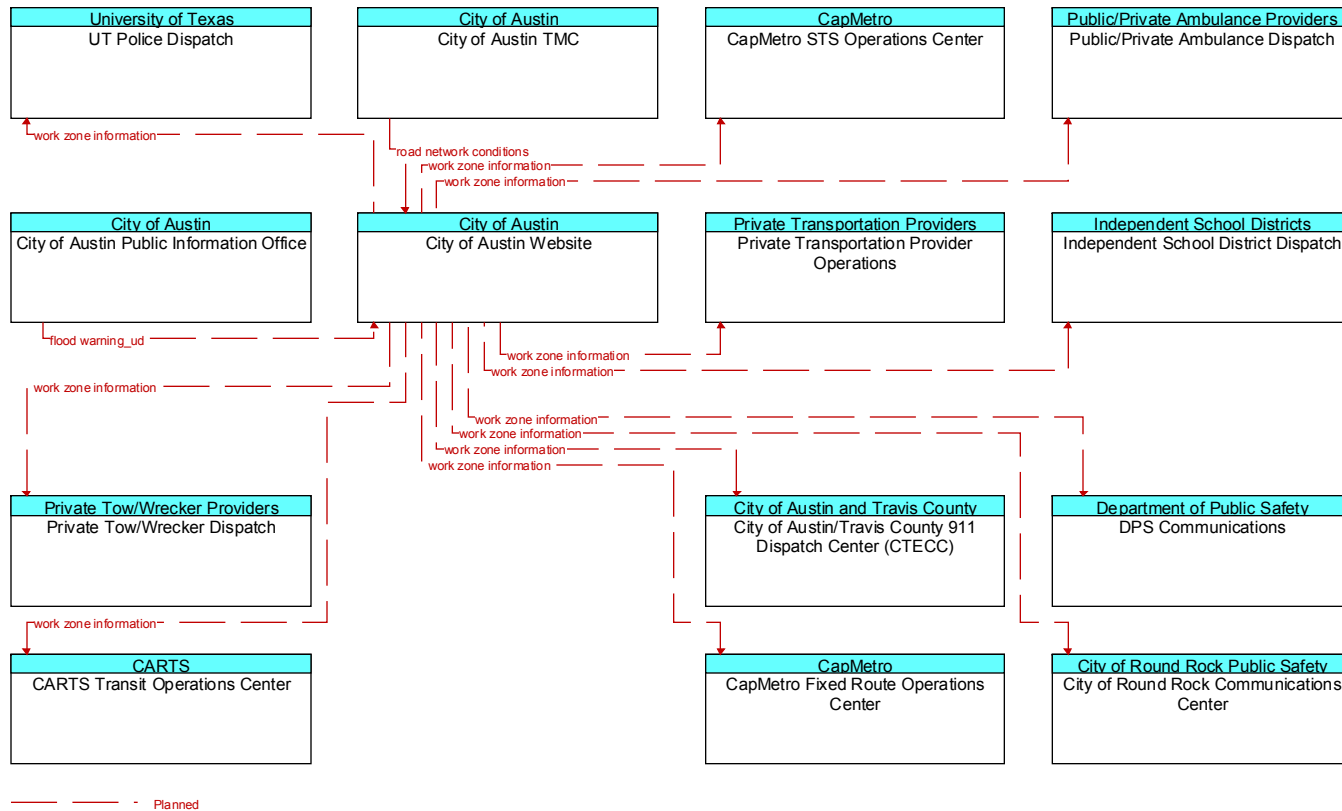 University of Texas
UT Police Dispatch
City of Austin
City of Austin TMC
CapMetro
CapMetro STS Operations Center
Public/Private Ambulance Providers
Public/Private Ambulance Dispatch
work zone information
road network conditions
work zone information
work zone information
City of Austin
City of Austin Public Information Office
City of Austin
City of Austin Website
Private Transportation Providers
Private Transportation Provider
Operations
Independent School Districts
Independent School District Dispatch
flood warning_ud
work zone information
work zone information
work zone information
work zone information
work zone information
work zone information
work zone information
Private Tow/Wrecker Providers
Private Tow/Wrecker Dispatch
City of Austin and Travis County
City of Austin/Travis County 911
Dispatch Center (CTECC)
Department of Public Safety
DPS Communications
work zone information
CARTS
CARTS Transit Operations Center
CapMetro
CapMetro Fixed Route Operations
Center
City of Round Rock Public Safety
City of Round Rock Communications
Center
Planned